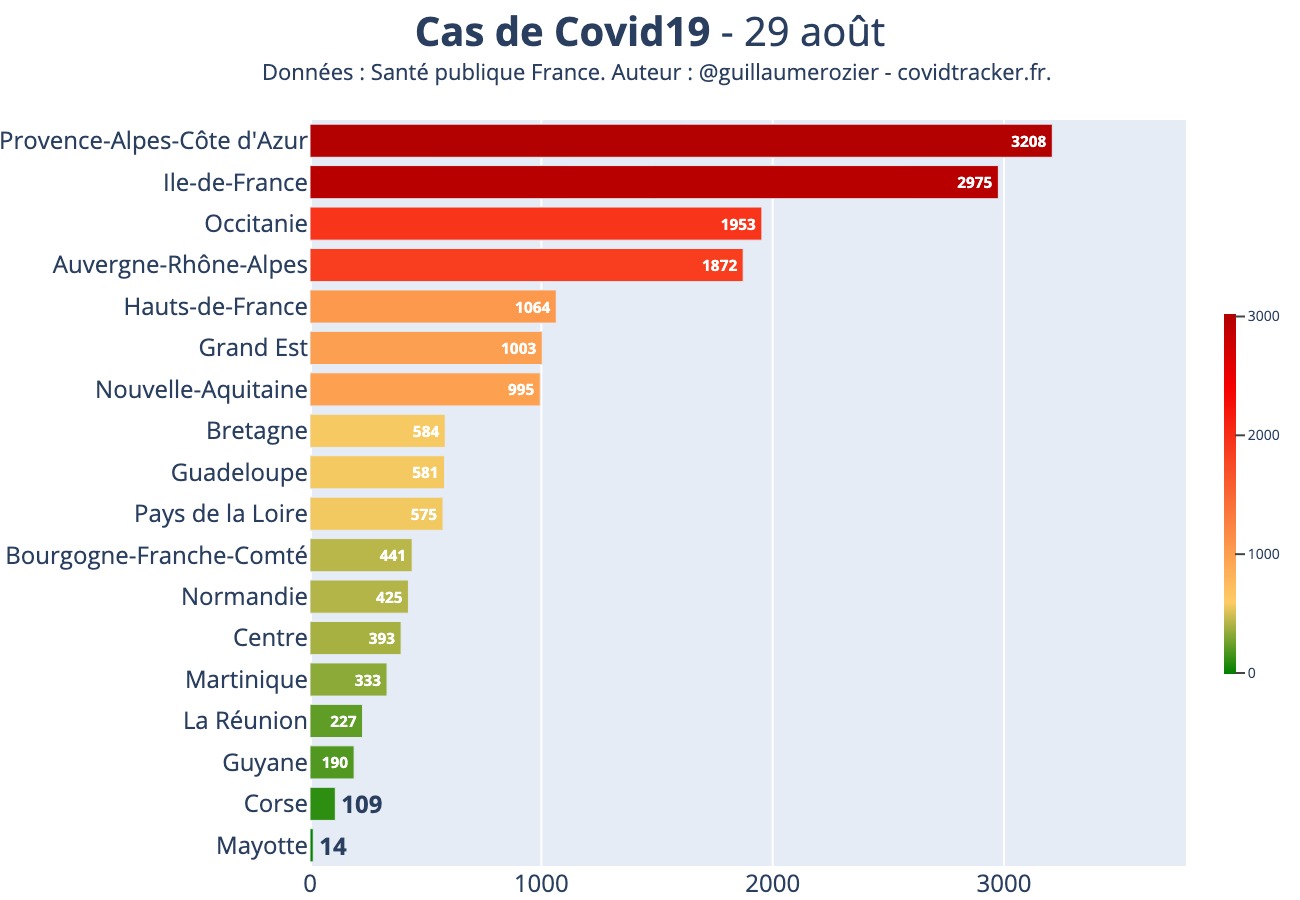 Cas de Covid19 - 29 août
Données : Santé publique France. Auteur : @guillaumerozier - covidtracker.fr.
Provence-Alpes-Côte d'Azur 3208
Ile-de-France 2975
Occitanie 1953
Auvergne-Rhône-Alpes 1872
Hauts-de-France 1064
Grand Est 1003
Nouvelle-Aquitaine 995
Bretagne 584
Guadeloupe 581
Pays de la Loire 575
Bourgogne-Franche-Comté 441
Normandie 425
Centre 393
Martinique 333
La Réunion 227
Guyane 190
Corse 109
Mayotte 14
0 1000 2000 3000
3000
2000
1000
0